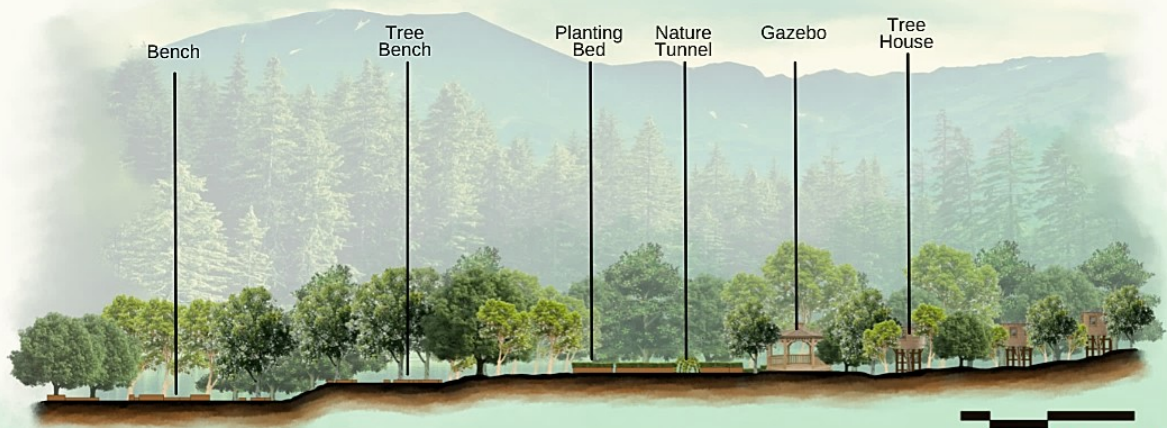 Bench
Tree
Bench
Planting
Bed
Nature
Tunnel
Gazebo
Tree
House